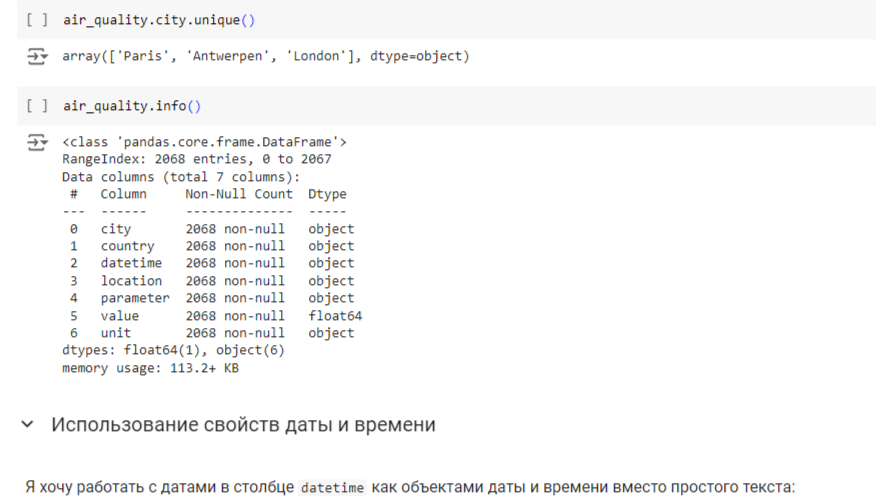 [ ] air_quality.city.unique()
array(['Paris', 'Antwerpen', 'London'], dtype=object)
[ ] air_quality.info()
<class 'pandas.core.frame.DataFrame'>
RangeIndex: 2068 entries, 0 to 2067
Data columns (total 7 columns):
 #   Column     Non-Null Count  Dtype
---  ------     --------------  -----
 0   city       2068 non-null   object
 1   country    2068 non-null   object
 2   datetime   2068 non-null   object
 3   location   2068 non-null   object
 4   parameter  2068 non-null   object
 5   value      2068 non-null   float64
 6   unit       2068 non-null   object
dtypes: float64(1), object(6)
memory usage: 113.2+ KB
Использование свойств даты и времени
Я хочу работать с датами в столбце datetime как объектами даты и времени вместо простого текста: